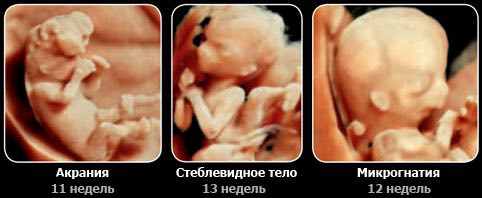 Акрания
11 недель
Стеблевидное тело
13 недель
Микрогнатия
12 недель